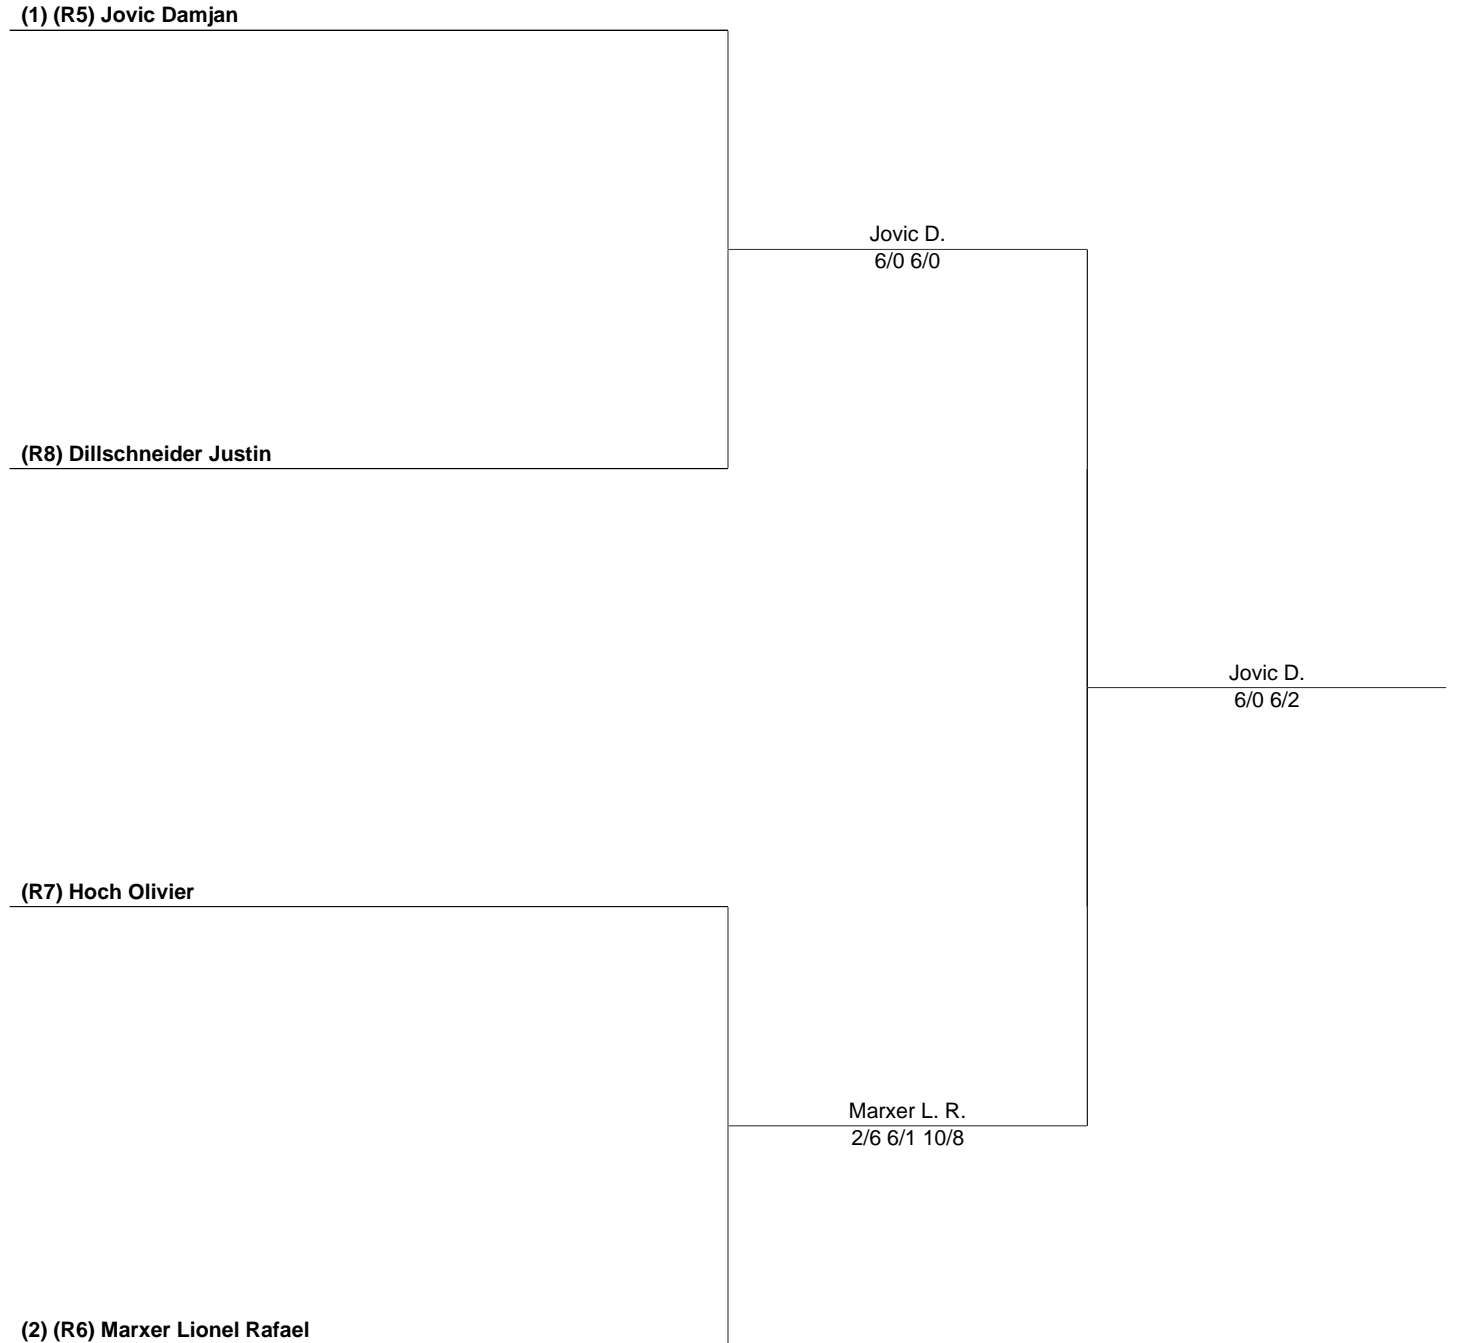 (1) (R5) Jovic Damjan
Jovic D.
6/0 6/0
(R8) Dillschneider Justin
Jovic D.
6/0 6/2
(R7) Hoch Olivier
Marxer L. R.
2/6 6/1 10/8
(2) (R6) Marxer Lionel Rafael